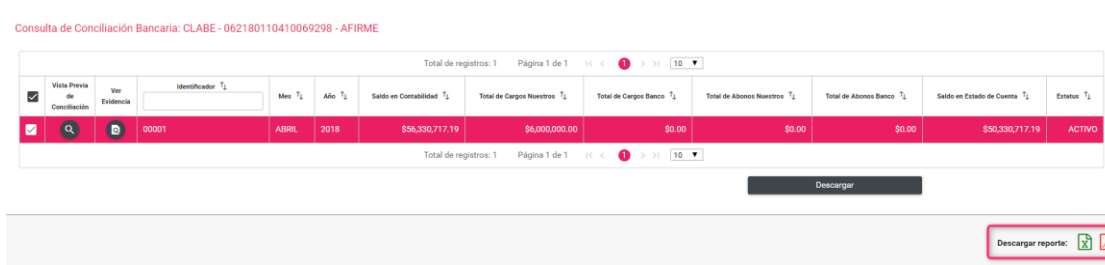 Consulta de Conciliación Bancaria: CLABE - 062180110410069298 - AFIRME
Total de registros: 1 Página 1 de 1 1 10
Vista Previa de Conciliación Ver Evidencia Identificador Mes Año Saldo en Contabilidad Total de Cargos Nuestros Total de Cargos Banco Total de Abonos Nuestros Total de Abonos Banco Saldo en Estado de Cuenta Estatus
00001 ABRIL 2018 $56,330,717.19 $6,000,000.00 $0.00 $0.00 $0.00 $50,330,717.19 ACTIVO
Total de registros: 1 Página 1 de 1 1 10
Descargar
Descargar reporte: